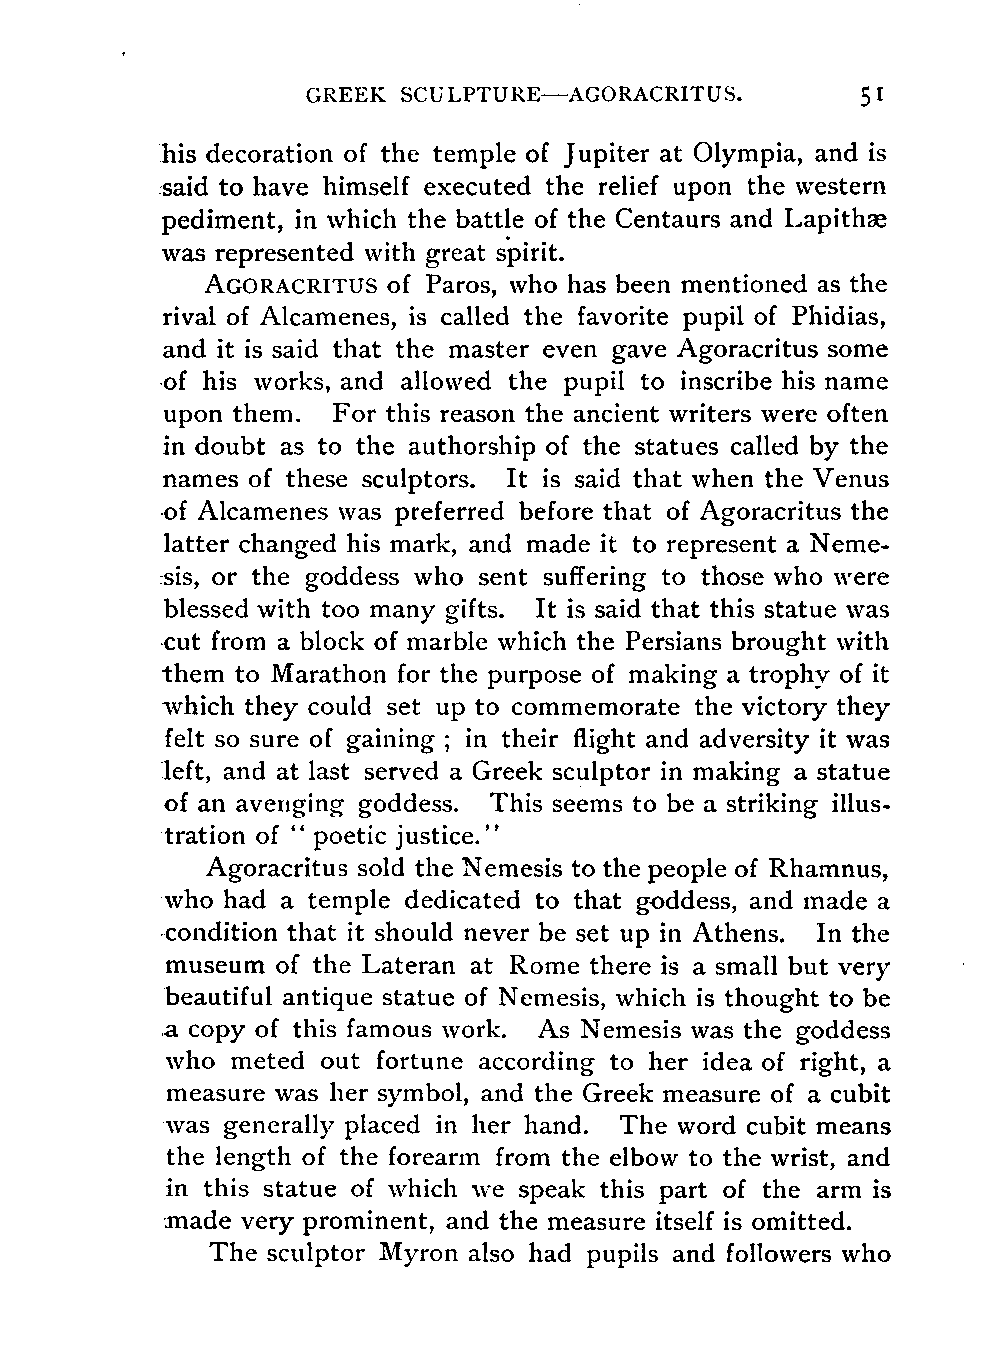 GREEK SCULPTURE—AGORACRITUS. 51
his decoration of the temple of Jupiter at Olympia, and is
said to have himself executed the relief upon the western
pediment, in which the battle of the Centaurs and Lapithæ
was represented with great spirit.
AGORACRITUS of Paros, who has been mentioned as the
rival of Alcamenes, is called the favorite pupil of Phidias,
and it is said that the master even gave Agoracritus some
of his works, and allowed the pupil to inscribe his name
upon them. For this reason the ancient writers were often
in doubt as to the authorship of the statues called by the
names of these sculptors. It is said that when the Venus
of Alcamenes was preferred before that of Agoracritus the
latter changed his mark, and made it to represent a Neme-
sis, or the goddess who sent suffering to those who were
blessed with too many gifts. It is said that this statue was
cut from a block of marble which the Persians brought with
them to Marathon for the purpose of making a trophy of it
which they could set up to commemorate the victory they
felt so sure of gaining ; in their flight and adversity it was
left, and at last served a Greek sculptor in making a statue
of an avenging goddess. This seems to be a striking illus-
tration of “ poetic justice.”
Agoracritus sold the Nemesis to the people of Rhamnus,
who had a temple dedicated to that goddess, and made a
condition that it should never be set up in Athens. In the
museum of the Lateran at Rome there is a small but very
beautiful antique statue of Nemesis, which is thought to be
a copy of this famous work. As Nemesis was the goddess
who meted out fortune according to her idea of right, a
measure was her symbol, and the Greek measure of a cubit
was generally placed in her hand. The word cubit means
the length of the forearm from the elbow to the wrist, and
in this statue of which we speak this part of the arm is
made very prominent, and the measure itself is omitted.
The sculptor Myron also had pupils and followers who